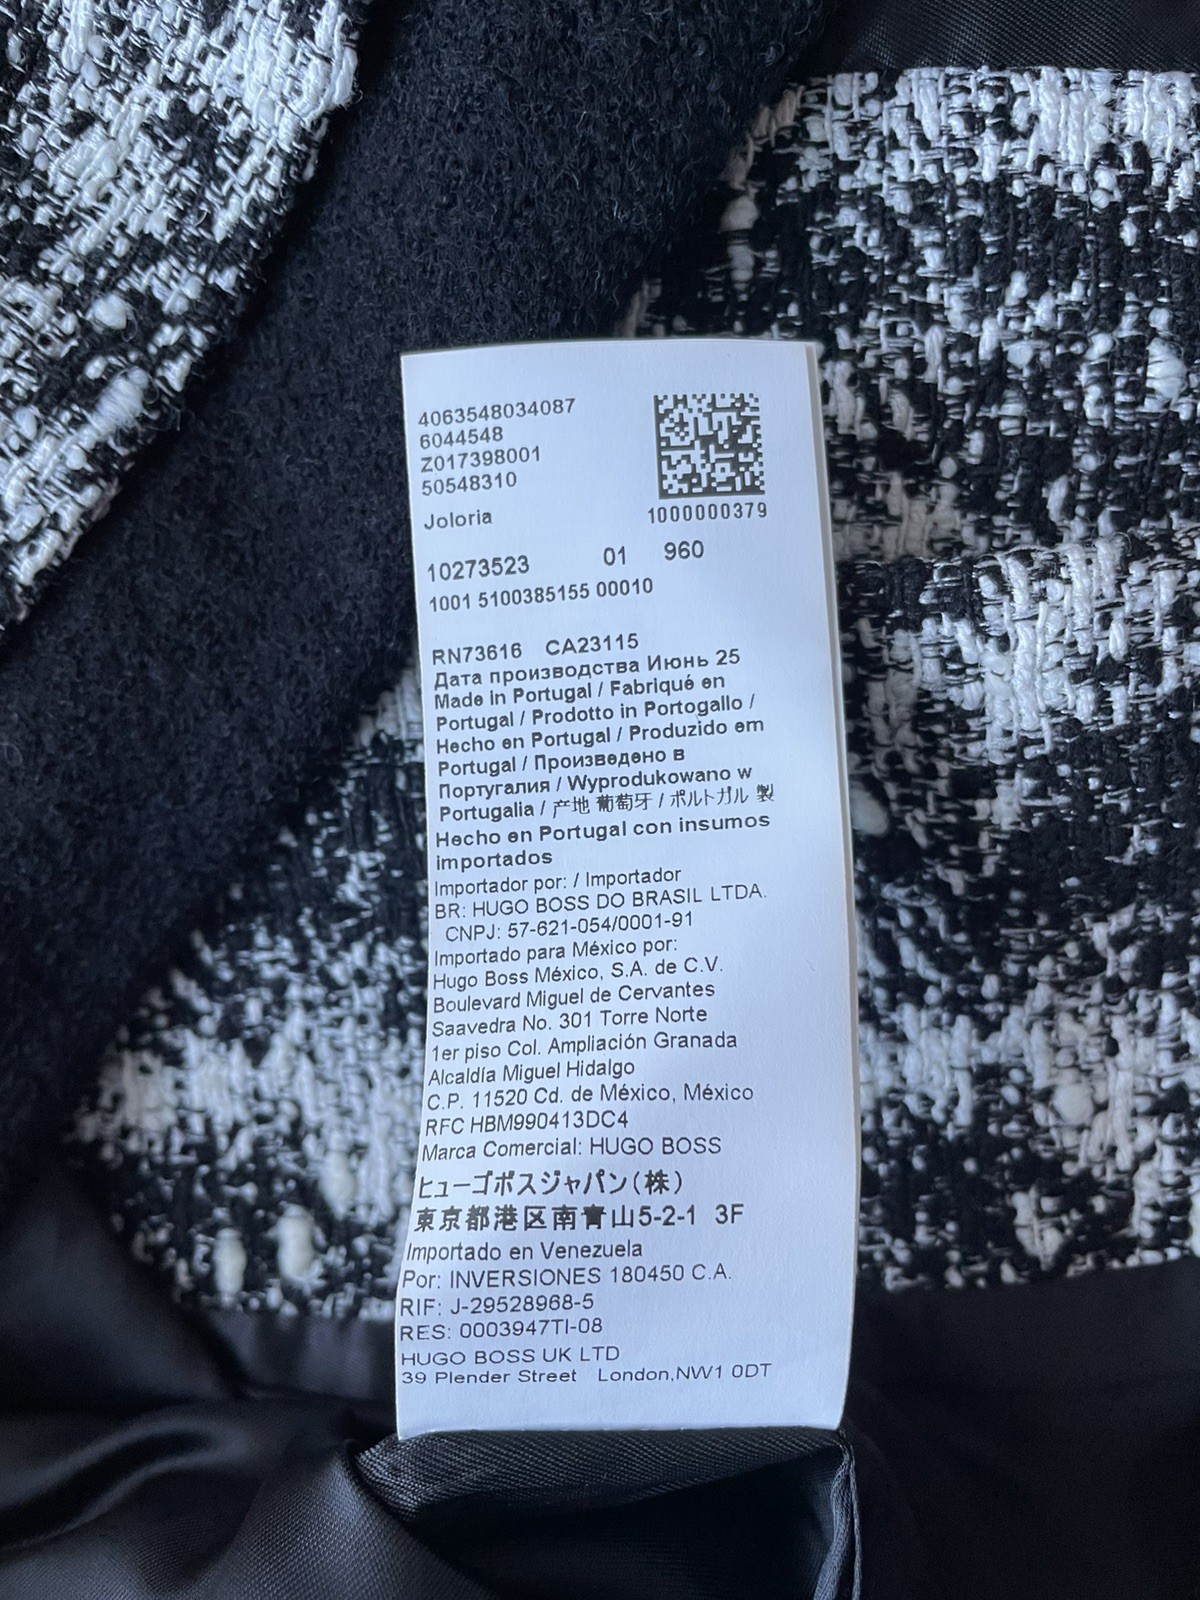 4063548034087
6044548
Z017398001
50548310
Joloria
1000000379
10273523 01 960
1001 5100385155 00010
RN73616 CA23115
Дата производства Июнь 25
Made in Portugal / Fabriqué en
Portugal / Prodotto in Portogallo /
Hecho en Portugal / Produzido em
Portugal / Произведено в
Португалия / Wyprodukowano w
Portugalia / 产地 葡萄牙 / ポルトガル 製
Hecho en Portugal con insumos
importados
Importador por: / Importador
BR: HUGO BOSS DO BRASIL LTDA.
CNPJ: 57-621-054/0001-91
Importado para México por:
Hugo Boss México, S.A. de C.V.
Boulevard Miguel de Cervantes
Saavedra No. 301 Torre Norte
1er piso Col. Ampliación Granada
Alcaldía Miguel Hidalgo
C.P. 11520 Cd. de México, México
RFC HBM990413DC4
Marca Comercial: HUGO BOSS
ヒューゴボスジャパン(株)
東京都港区南青山5-2-1 3F
Importado en Venezuela
Por: INVERSIONES 180450 C.A.
RIF: J-29528968-5
RES: 0003947TI-08
HUGO BOSS UK LTD
39 Plender Street London,NW1 0DT